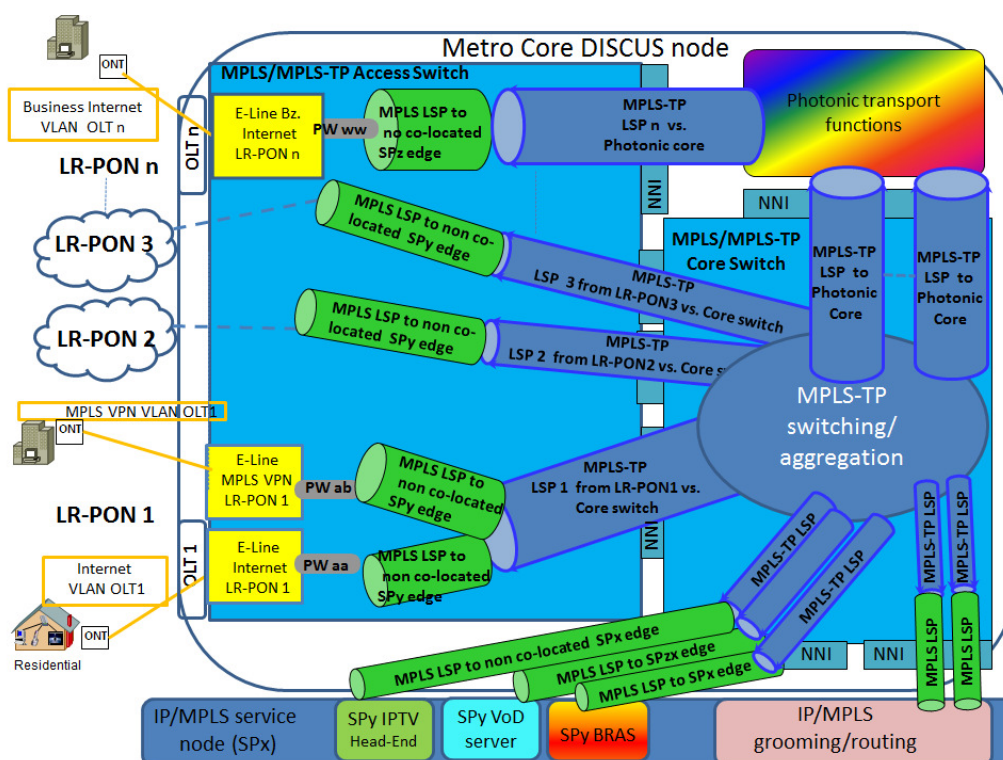 Metro Core DISCUS node
MPLS/MPLS-TP Access Switch
ONT
Business Internet
VLAN OLT n
OLT n
E-Line Bz.
Internet
LR-PON n
PW ww
MPLS LSP to
no co-located
SPz edge
MPLS-TP
LSP n vs.
Photonic core
Photonic transport
functions
NNI
NNI
LR-PON n
LR-PON 3
MPLS LSP to non co-
located SPy edge
MPLS-TP
LSP 3 from LR-PON3 vs. Core switch
MPLS/MPLS-TP
Core Switch
MPLS-TP
LSP to
Photonic
Core
MPLS-TP
LSP to
Photonic
Core
LR-PON 2
MPLS LSP to non co-
located SPy edge
MPLS-TP
LSP 2 from LR-PON2 vs. Core
MPLS-TP
switching/
aggregation
MPLS VPN VLAN OLT1
ONT
E-Line
MPLS VPN
LR-PON 1
PW ab
MPLS LSP to
non co-located
SPy edge
MPLS-TP
LSP 1 from LR-PON1 vs.
Core switch
LR-PON 1
OLT 1
E-Line
Internet
LR-PON 1
PW aa
MPLS LSP to
non co-located
SPy edge
NNI
Internet
VLAN OLT1
ONT
Residential
MPLS-TP LSP
MPLS-TP LSP
MPLS-TP LSP
MPLS-TP LSP
MPLS LSP to non co-located SPx edge
MPLS LSP to SPzx edge
MPLS LSP to SPx edge
NNI
NNI
MPLS LSP
MPLS LSP
IP/MPLS service
node (SPx)
SPy IPTV
Head-End
SPy VoD
server
SPy BRAS
IP/MPLS
grooming/routing